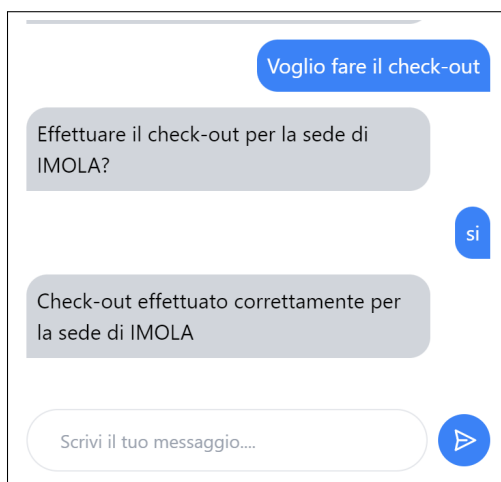 Voglio fare il check-out
Effettuare il check-out per la sede di
IMOLA?
si
Check-out effettuato correttamente per
la sede di IMOLA
Scrivi il tuo messaggio....